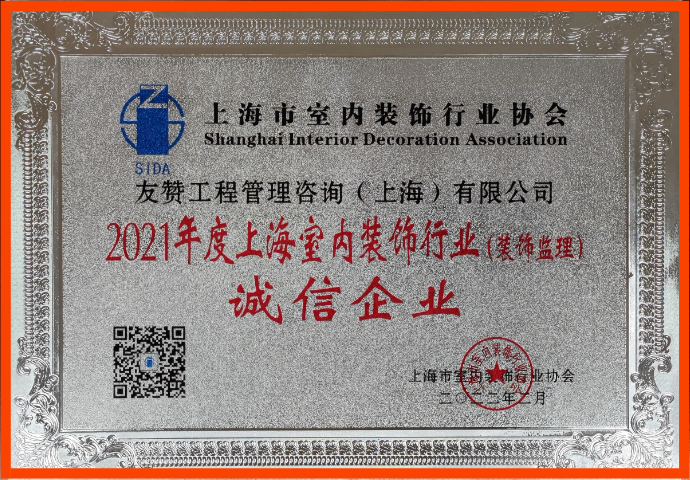 上海市室内装饰行业协会
Shanghai Interior Decoration Association
SIDA
友赞工程管理咨询（上海）有限公司
2021年度上海室内装饰行业(装饰监理)
诚信企业
上海市室内装饰行业协会
二〇二二年二月